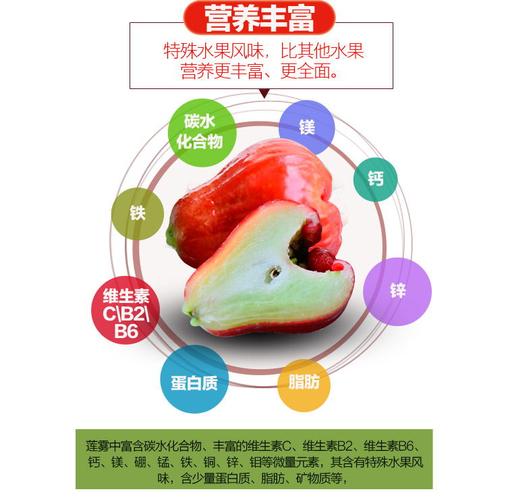 营养丰富
特殊水果风味，比其他水果
营养更丰富、更全面。
碳水
化合物
镁
钙
铁
锌
维生素
C\B2\
B6
蛋白质
脂肪
莲雾中富含碳水化合物、丰富的维生素C、维生素B2、维生素B6、
钙、镁、硼、锰、铁、铜、锌、钼等微量元素，其含有特殊水果风
味，含少量蛋白质、脂肪、矿物质等，